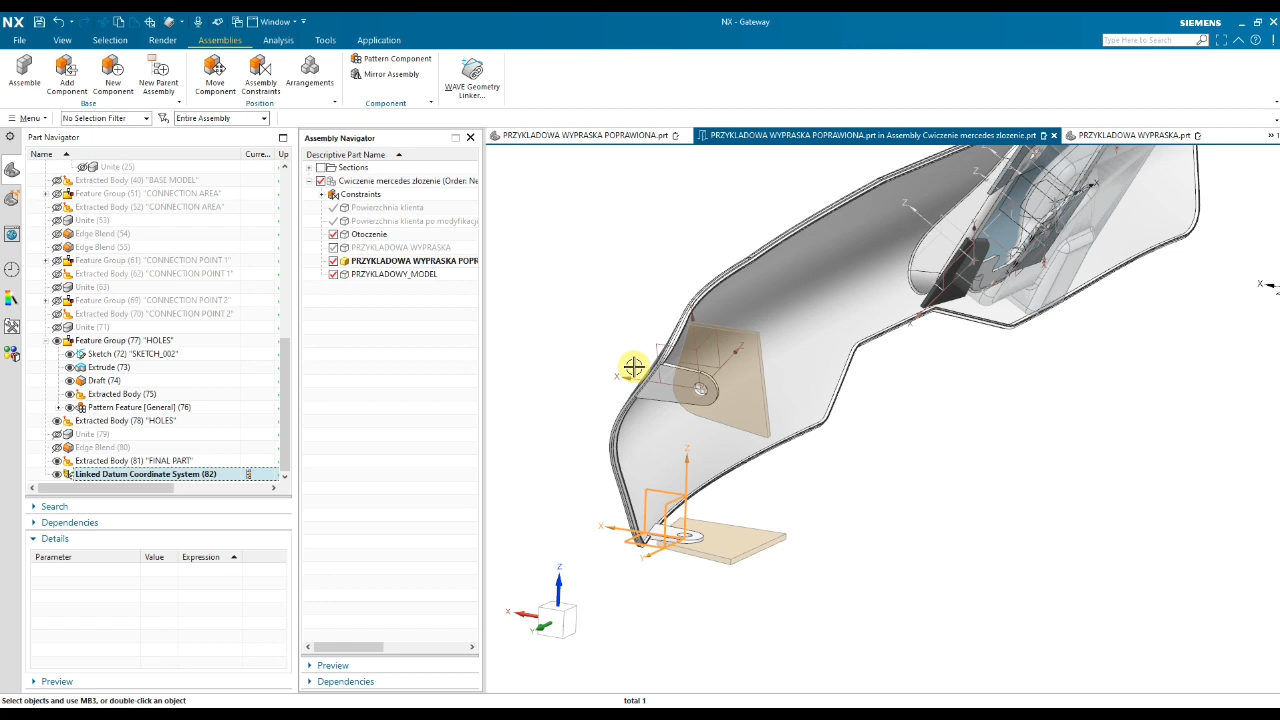 NX
Window
NX - Gateway
SIEMENS
File View Selection Render Assemblies Analysis Tools Application
Type Here to Search
Assembly
Add Component
New Component
New Parent Assembly
Move Component
Assembly Constraints
Arrangements
Pattern Component
Mirror Assembly
WAVE Geometry Linker...
Base
Position
Component
Menu
No Selection Filter
Entire Assembly
Part Navigator
Name Curre... Up
Unite (25)
Extracted Body (40) "BASE MODEL"
Feature Group (51) "CONNECTION AREA"
Extracted Body (52) "CONNECTION AREA"
Unite (53)
Edge Blend (54)
Edge Blend (55)
Feature Group (61) "CONNECTION POINT 1"
Extracted Body (62) "CONNECTION POINT 1"
Unite (63)
Feature Group (69) "CONNECTION POINT 2"
Extracted Body (70) "CONNECTION POINT 2"
Unite (71)
Feature Group (77) "HOLES"
Sketch (72) "SKETCH_002"
Extrude (73)
Draft (74)
Extracted Body (75)
Pattern Feature [General] (76)
Extracted Body (78) "HOLES"
Unite (79)
Edge Blend (80)
Extracted Body (81) "FINAL PART"
Linked Datum Coordinate System (82)
Search
Dependencies
Details
Parameter Value Expression
Preview
Assembly Navigator
Descriptive Part Name
Sections
Cwiczenie mercedes zlozenie (Order: Ne
Constraints
Powierzchnia klienta
Powierzchnia klienta po modyfikacj
Otoczenie
PRZYKLADOWA WYPRASKA
PRZYKLADOWA WYPRASKA POPR
PRZYKLADOWY_MODEL
Preview
Dependencies
PRZYKLADOWA WYPRASKA POPRAWIONA.prt
PRZYKLADOWA WYPRASKA POPRAWIONA.prt in Assembly Cwiczenie mercedes zlozenie.prt
PRZYKLADOWA WYPRASKA.prt
Z
Z
X
X
Z
X
Z
X
Y
Z
X
Y
Select objects and use MB3, or double-click an object
total 1